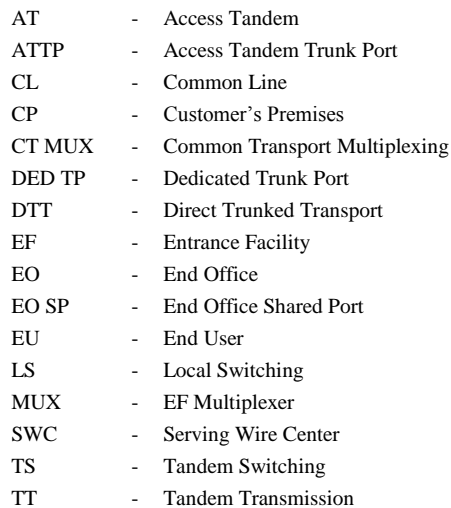 AT - Access Tandem
ATTP - Access Tandem Trunk Port
CL - Common Line
CP - Customer’s Premises
CT MUX - Common Transport Multiplexing
DED TP - Dedicated Trunk Port
DTT - Direct Trunked Transport
EF - Entrance Facility
EO - End Office
EO SP - End Office Shared Port
EU - End User
LS - Local Switching
MUX - EF Multiplexer
SWC - Serving Wire Center
TS - Tandem Switching
TT - Tandem Transmission